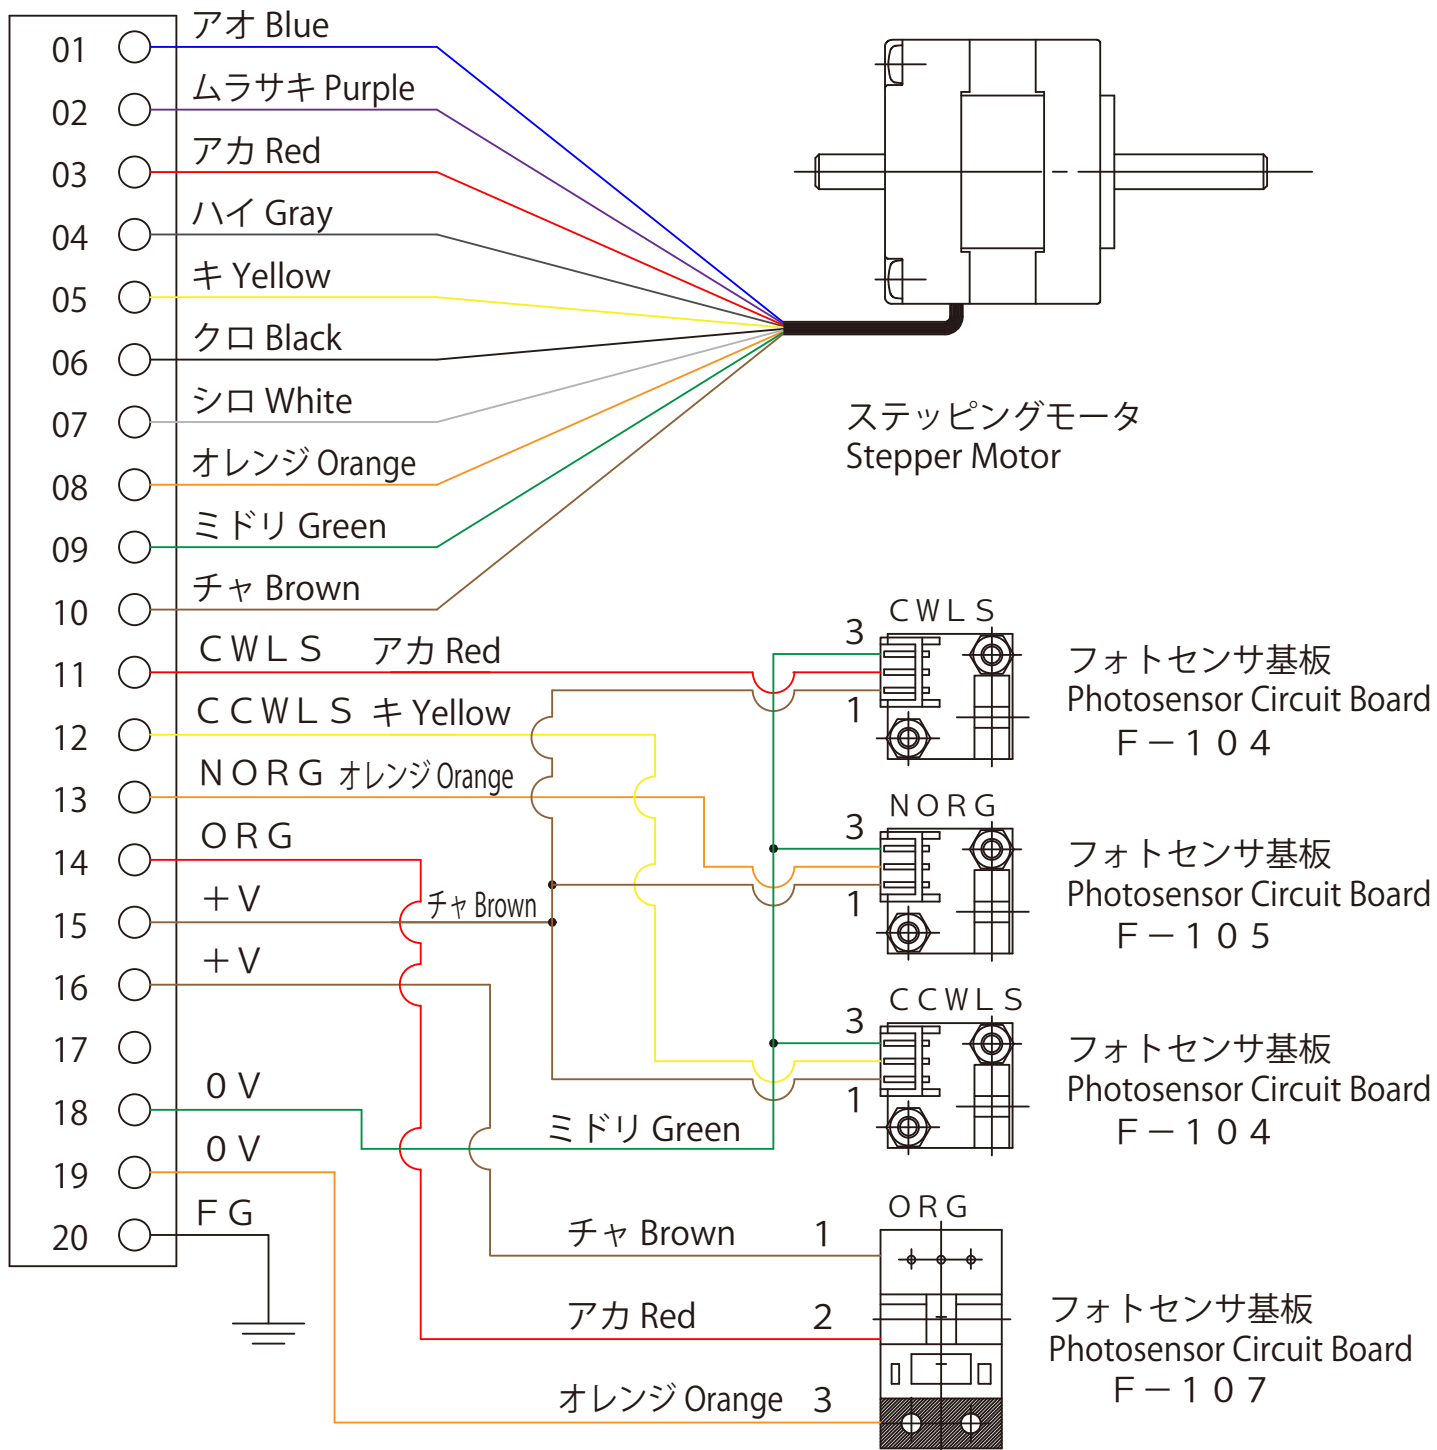 01 アオ Blue
02 ムラサキ Purple
03 アカ Red
04 ハイ Gray
05 キ Yellow
06 クロ Black
07 シロ White
08 オレンジ Orange
09 ミドリ Green
10 チャ Brown
ステッピングモータ
Stepper Motor
11 CWLS アカ Red
12 CCWLS キ Yellow
13 NORG オレンジ Orange
14 ORG
15 +V チャ Brown
16 +V
17
18 0V ミドリ Green
19 0V
20 FG
CWLS
3
1
フォトセンサ基板
Photosensor Circuit Board
F-104
NORG
3
1
フォトセンサ基板
Photosensor Circuit Board
F-105
CCWLS
3
1
フォトセンサ基板
Photosensor Circuit Board
F-104
ORG
チャ Brown 1
アカ Red 2
オレンジ Orange 3
フォトセンサ基板
Photosensor Circuit Board
F-107